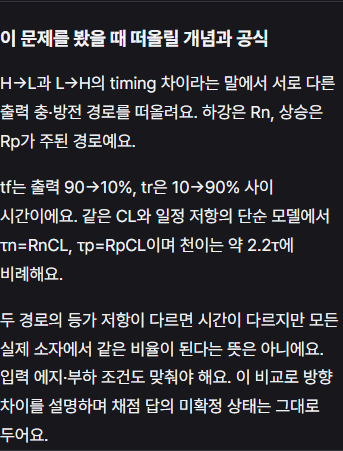 이 문제를 봤을 때 떠올릴 개념과 공식
H→L과 L→H의 timing 차이라는 말에서 서로 다른
출력 충·방전 경로를 떠올려요. 하강은 Rn, 상승은
Rp가 주된 경로예요.
tf는 출력 90→10%, tr은 10→90% 사이
시간이에요. 같은 CL와 일정 저항의 단순 모델에서
τn=RnCL, τp=RpCL이며 천이는 약 2.2τ에
비례해요.
두 경로의 등가 저항이 다르면 시간이 다르지만 모든
실제 소자에서 같은 비율이 된다는 뜻은 아니에요.
입력 에지·부하 조건도 맞춰야 해요. 이 비교로 방향
차이를 설명하며 채점 답의 미확정 상태는 그대로
두어요.